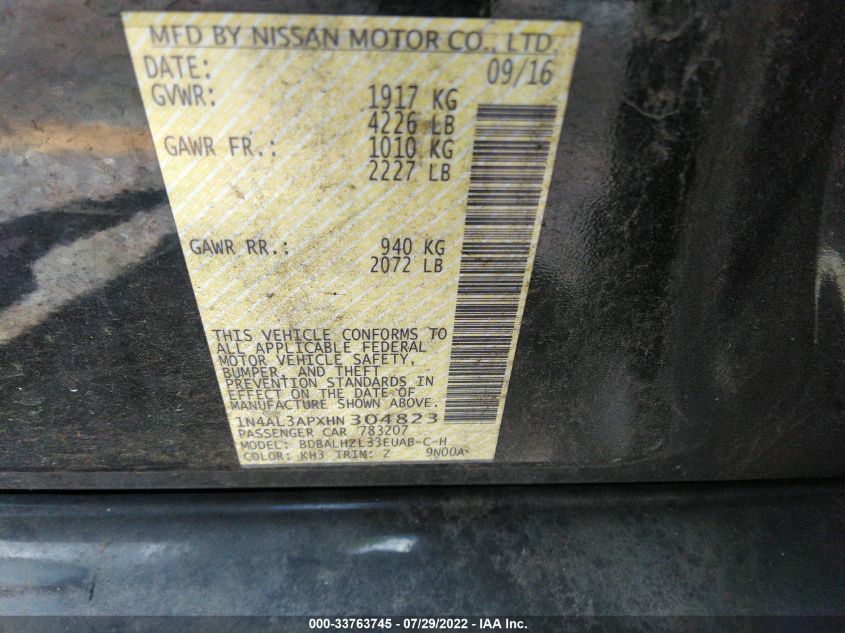 MFD BY NISSAN MOTOR CO., LTD.
DATE: 09/16
GVWR: 1917 KG
4226 LB
GAWR FR.: 1010 KG
2227 LB
GAWR RR.: 940 KG
2072 LB
THIS VEHICLE CONFORMS TO
ALL APPLICABLE FEDERAL
MOTOR VEHICLE SAFETY,
BUMPER, AND THEFT
PREVENTION STANDARDS IN
EFFECT ON THE DATE OF
MANUFACTURE SHOWN ABOVE.
1N4AL3APXHN 304823
PASSENGER CAR 783207
MODEL: BDBALHZL33EUAB-C-H
COLOR: KH3 TRIM: Z 9N00A
000-33763745 - 07/29/2022 - IAA Inc.